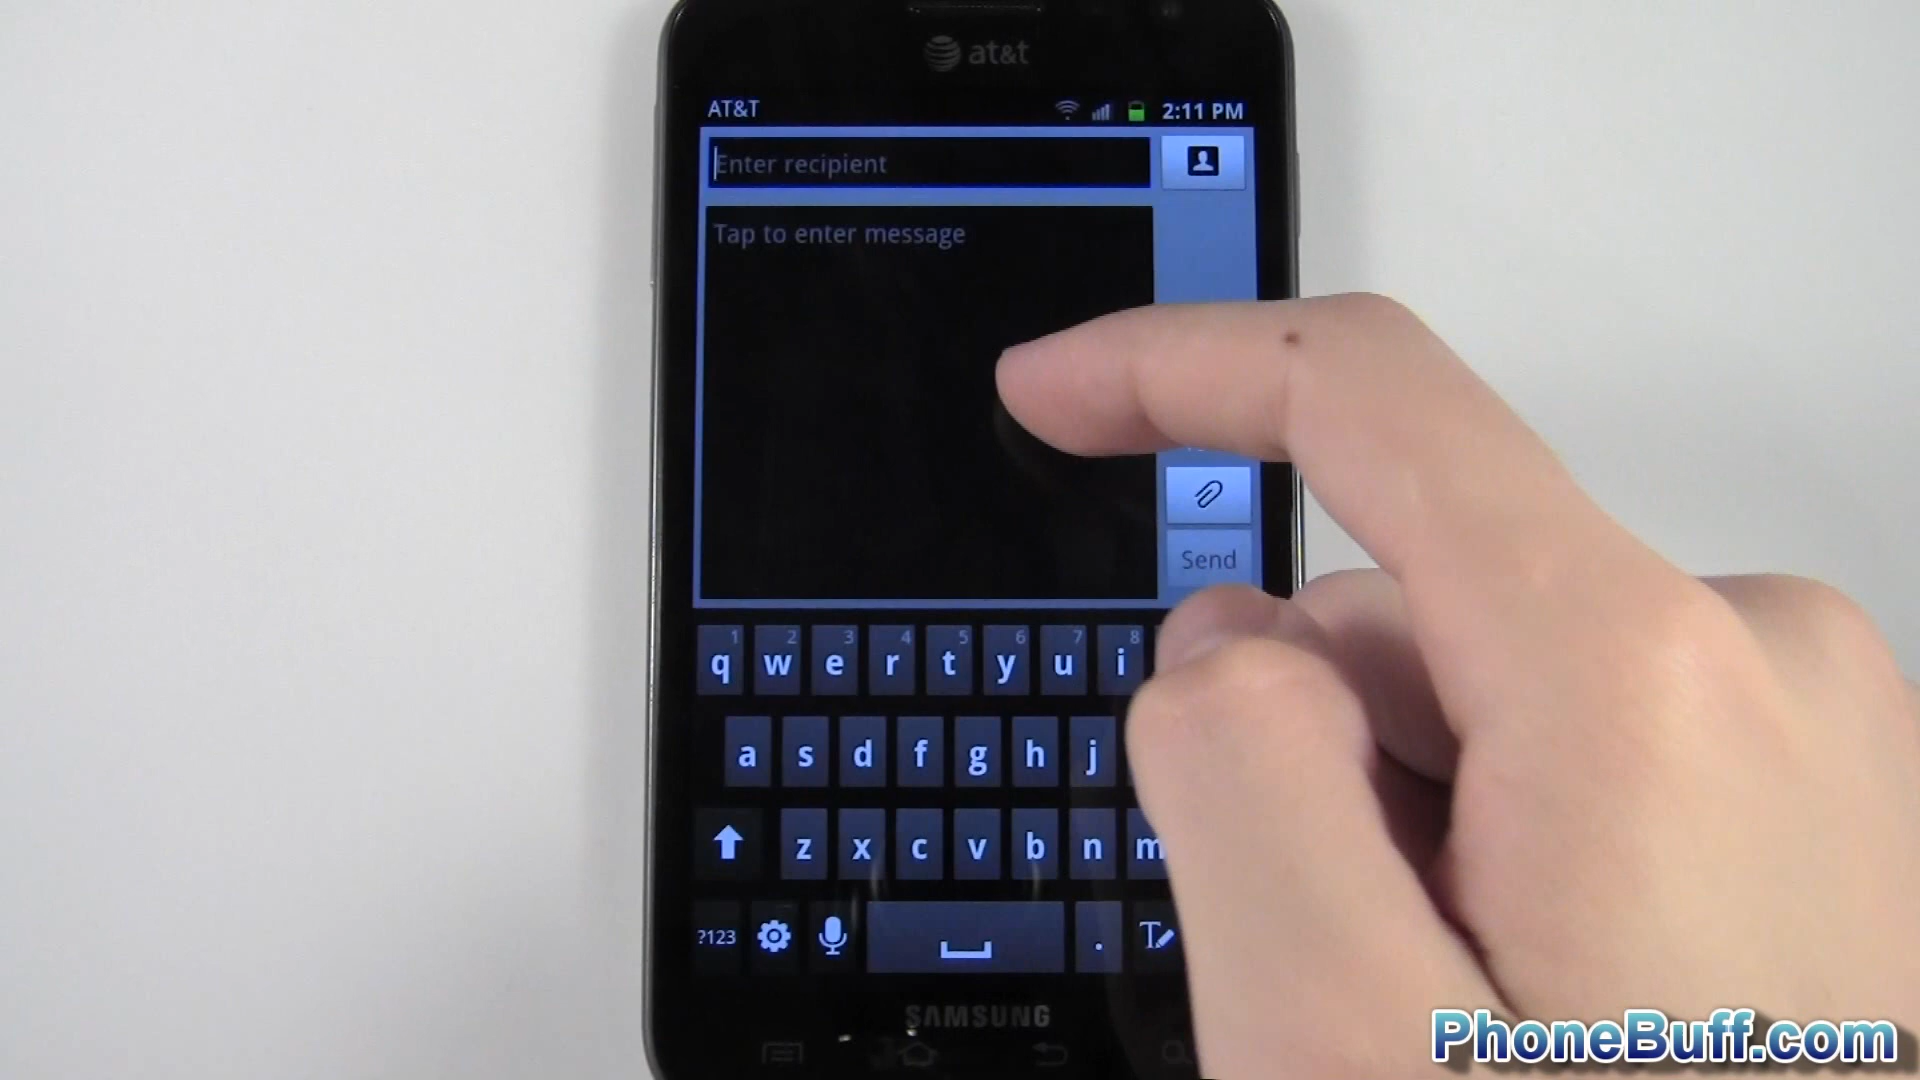 at&t
AT&T 2:11 PM
Enter recipient
Tap to enter message
Send
1 2 3 4 5 6 7 8
q w e r t y u i
a s d f g h j
z x c v b n m
?123 . T
SAMSUNG
PhoneBuff.com